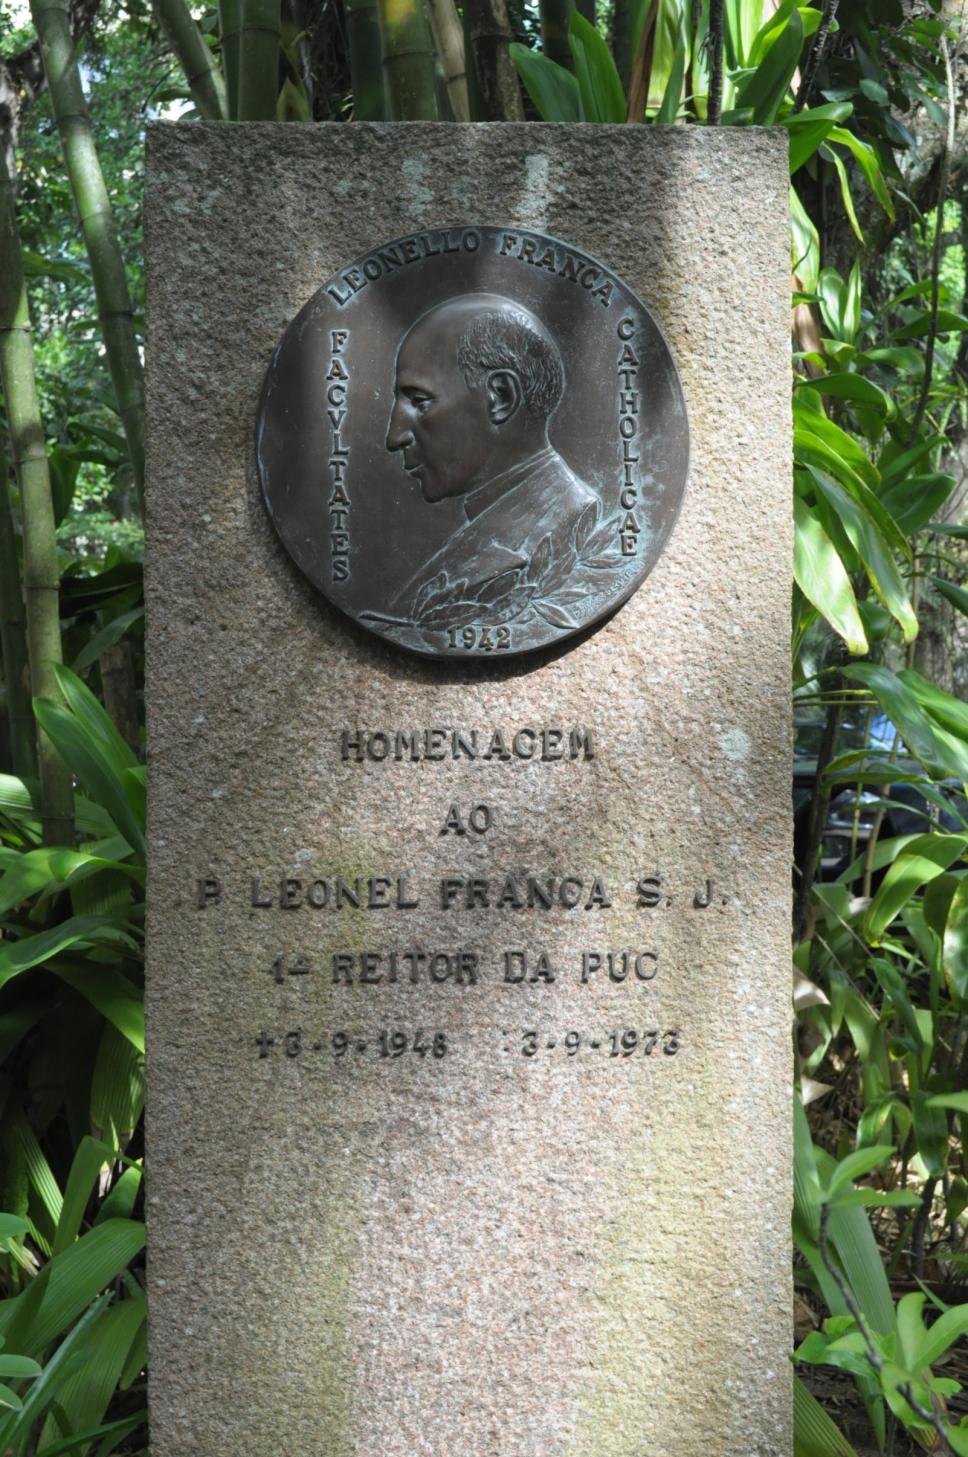 LEONELLO FRANCA
FACVLTATES
CATHOLICAE
1942
HOMENAGEM
AO
P. LEONEL FRANCA S. J.
1º REITOR DA PUC
✝3-9-1948 3-9-1973